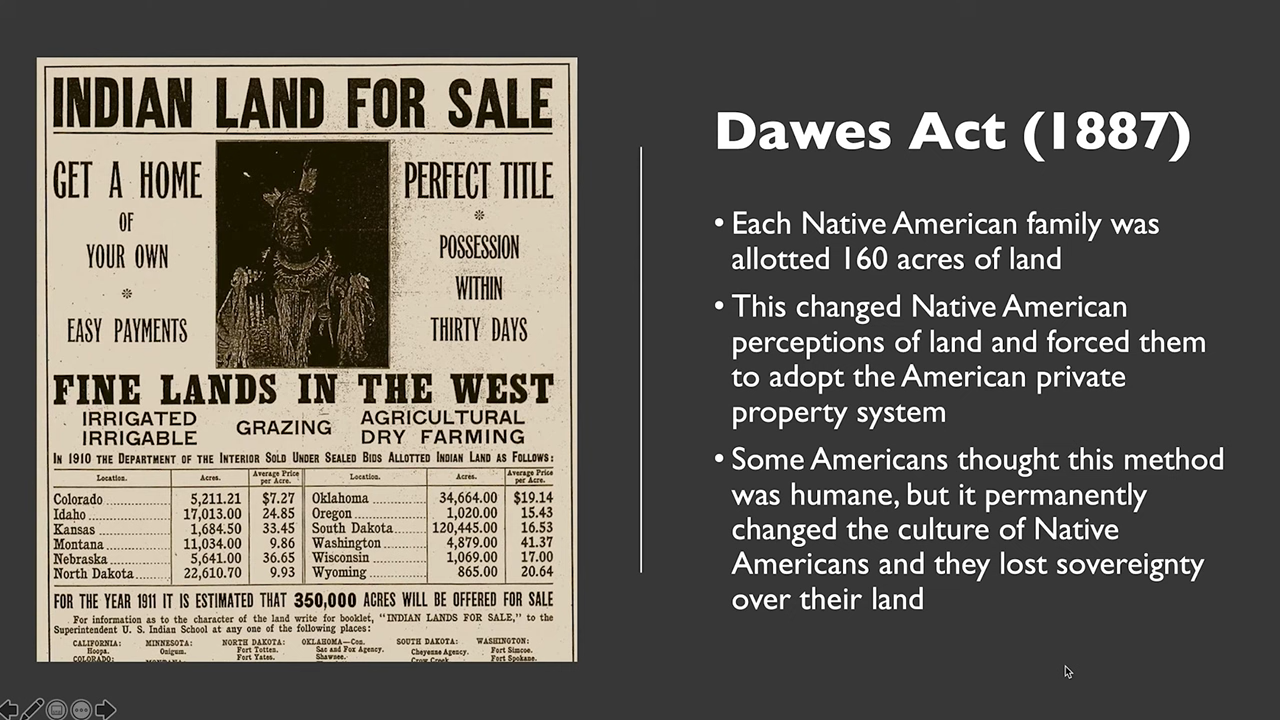 INDIAN LAND FOR SALE
GET A HOME
OF
YOUR OWN
*
EASY PAYMENTS
PERFECT TITLE
*
POSSESSION
WITHIN
THIRTY DAYS
FINE LANDS IN THE WEST
IRRIGATED
IRRIGABLE
GRAZING
AGRICULTURAL
DRY FARMING
IN 1910 THE DEPARTMENT OF THE INTERIOR SOLD UNDER SEALED BIDS ALLOTTED INDIAN LAND AS FOLLOWS:
Location. Acres. Average Price per Acre. Location. Acres. Average Price per Acre.
Colorado 5,211.21 $7.27 Oklahoma 34,664.00 $19.14
Idaho 17,013.00 24.85 Oregon 1,020.00 15.43
Kansas 1,684.50 33.45 South Dakota 120,445.00 16.53
Montana 11,034.00 9.86 Washington 4,879.00 41.37
Nebraska 5,641.00 36.65 Wisconsin 1,069.00 17.00
North Dakota 22,610.70 9.93 Wyoming 865.00 20.64
FOR THE YEAR 1911 IT IS ESTIMATED THAT 350,000 ACRES WILL BE OFFERED FOR SALE
For information as to the character of the land write for booklet, "INDIAN LANDS FOR SALE," to the
Superintendent U. S. Indian School at any one of the following places:
CALIFORNIA: MINNESOTA: NORTH DAKOTA: OKLAHOMA—Con. SOUTH DAKOTA: WASHINGTON:
Hoopa. Onigum. Fort Totten. Sac and Fox Agency. Cheyenne Agency. Fort Simcoe.
COLORADO: Fort Yates. Shawnee. Crow Creek. Fort Spokane.
Dawes Act (1887)
• Each Native American family was
allotted 160 acres of land
• This changed Native American
perceptions of land and forced them
to adopt the American private
property system
• Some Americans thought this method
was humane, but it permanently
changed the culture of Native
Americans and they lost sovereignty
over their land